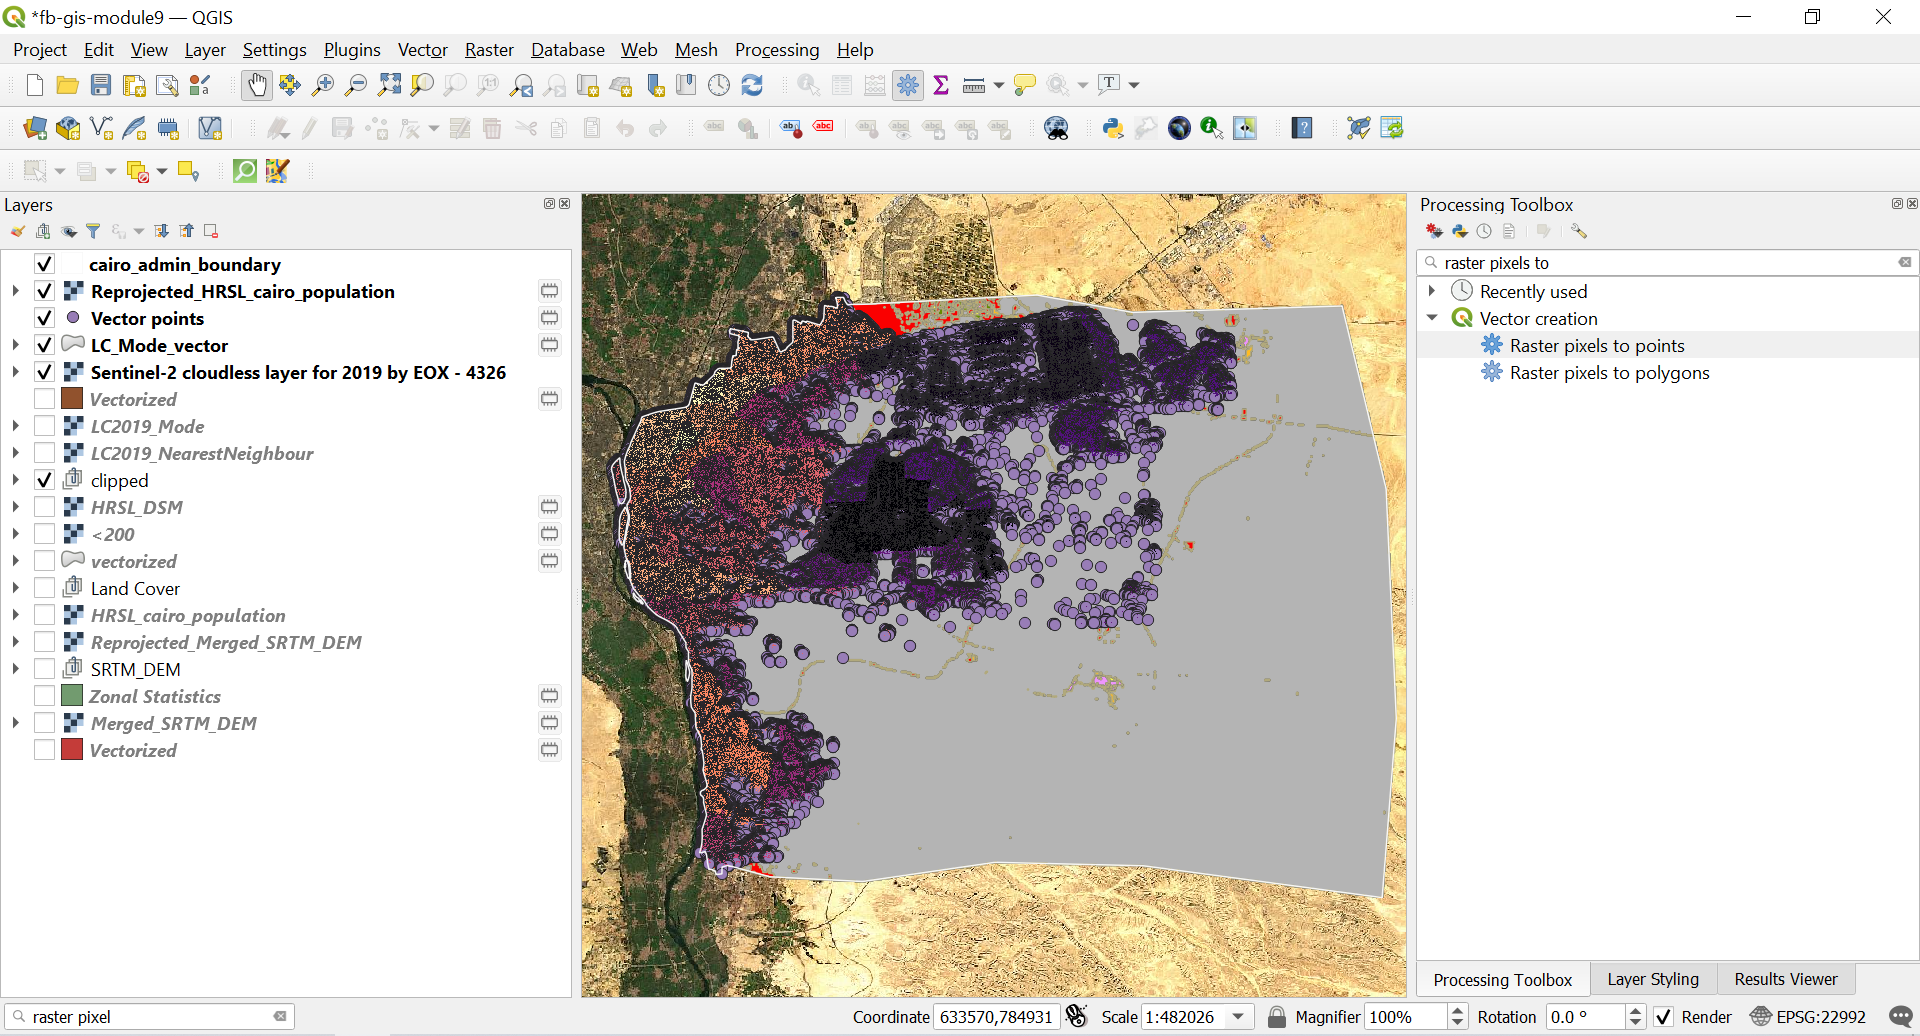 *fb-gis-module9 — QGIS
Project Edit View Layer Settings Plugins Vector Raster Database Web Mesh Processing Help
Layers
cairo_admin_boundary
Reprojected_HRSL_cairo_population
Vector points
LC_Mode_vector
Sentinel-2 cloudless layer for 2019 by EOX - 4326
Vectorized
LC2019_Mode
LC2019_NearestNeighbour
clipped
HRSL_DSM
<200
vectorized
Land Cover
HRSL_cairo_population
Reprojected_Merged_SRTM_DEM
SRTM_DEM
Zonal Statistics
Merged_SRTM_DEM
Vectorized
Processing Toolbox
raster pixels to
Recently used
Vector creation
Raster pixels to points
Raster pixels to polygons
Processing Toolbox Layer Styling Results Viewer
raster pixel Coordinate 633570,784931 Scale 1:482026 Magnifier 100% Rotation 0.0 ° Render EPSG:22992